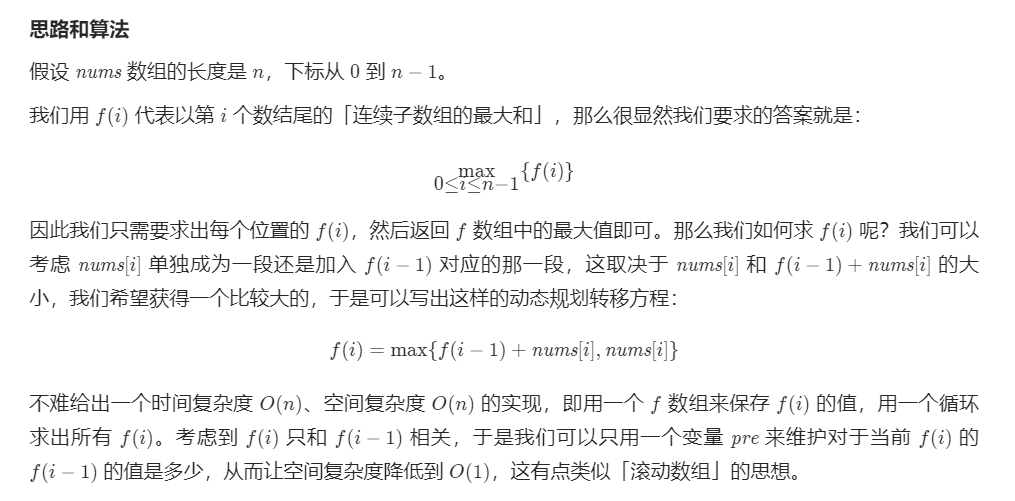 思路和算法
假设 nums 数组的长度是 n，下标从 0 到 n − 1。
我们用 f(i) 代表以第 i 个数结尾的「连续子数组的最大和」，那么很显然我们要求的答案就是：
max
0≤i≤n−1 {f(i)}
因此我们只需要求出每个位置的 f(i)，然后返回 f 数组中的最大值即可。那么我们如何求 f(i) 呢？我们可以
考虑 nums[i] 单独成为一段还是加入 f(i − 1) 对应的那一段，这取决于 nums[i] 和 f(i − 1) + nums[i] 的大
小，我们希望获得一个比较大的，于是可以写出这样的动态规划转移方程：
f(i) = max{f(i − 1) + nums[i], nums[i]}
不难给出一个时间复杂度 O(n)、空间复杂度 O(n) 的实现，即用一个 f 数组来保存 f(i) 的值，用一个循环
求出所有 f(i)。考虑到 f(i) 只和 f(i − 1) 相关，于是我们可以只用一个变量 pre 来维护对于当前 f(i) 的
f(i − 1) 的值是多少，从而让空间复杂度降低到 O(1)，这有点类似「滚动数组」的思想。